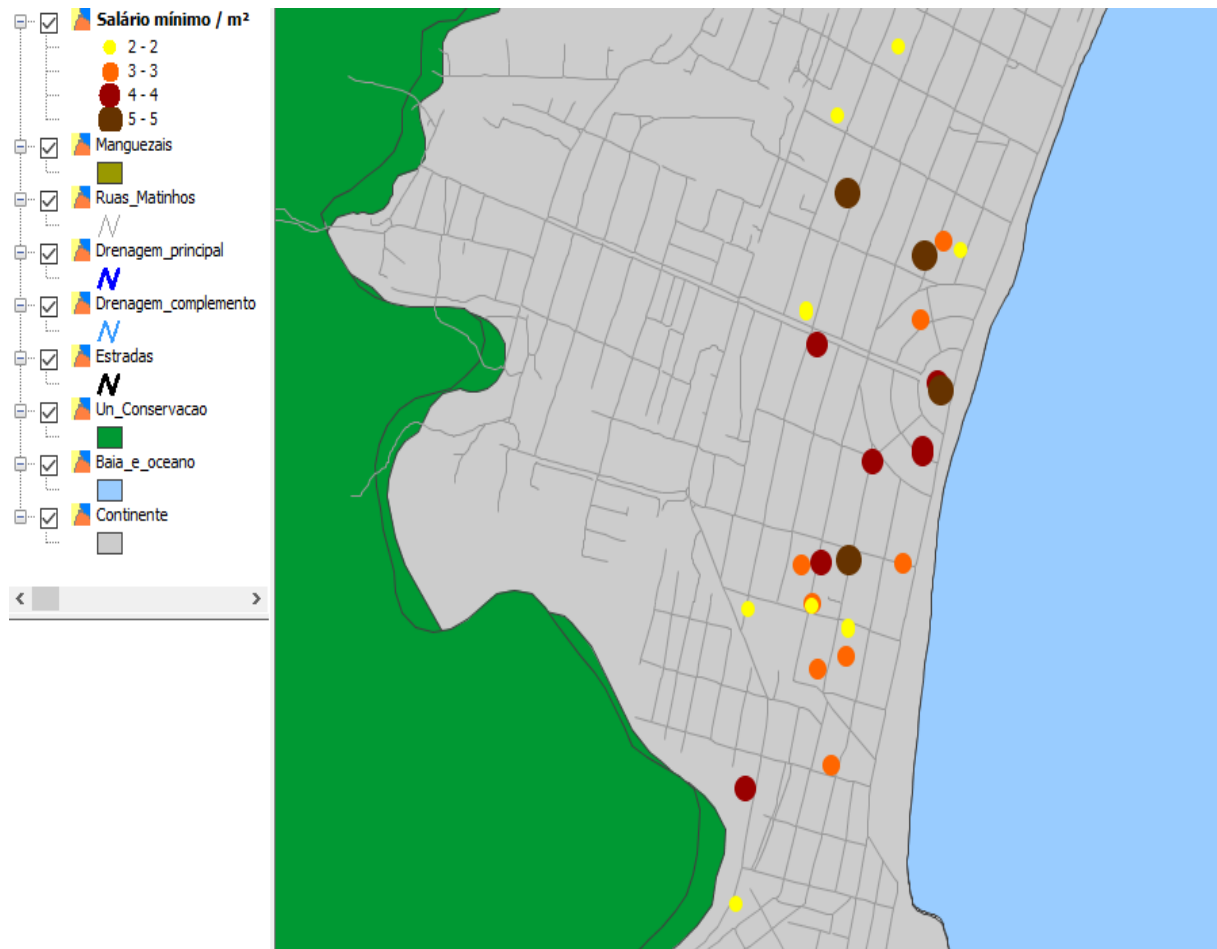 Salário mínimo / m²
2 - 2
3 - 3
4 - 4
5 - 5
Manguezais
Ruas_Matinhos
Drenagem_principal
Drenagem_complemento
Estradas
Un_Conservacao
Baia_e_oceano
Continente